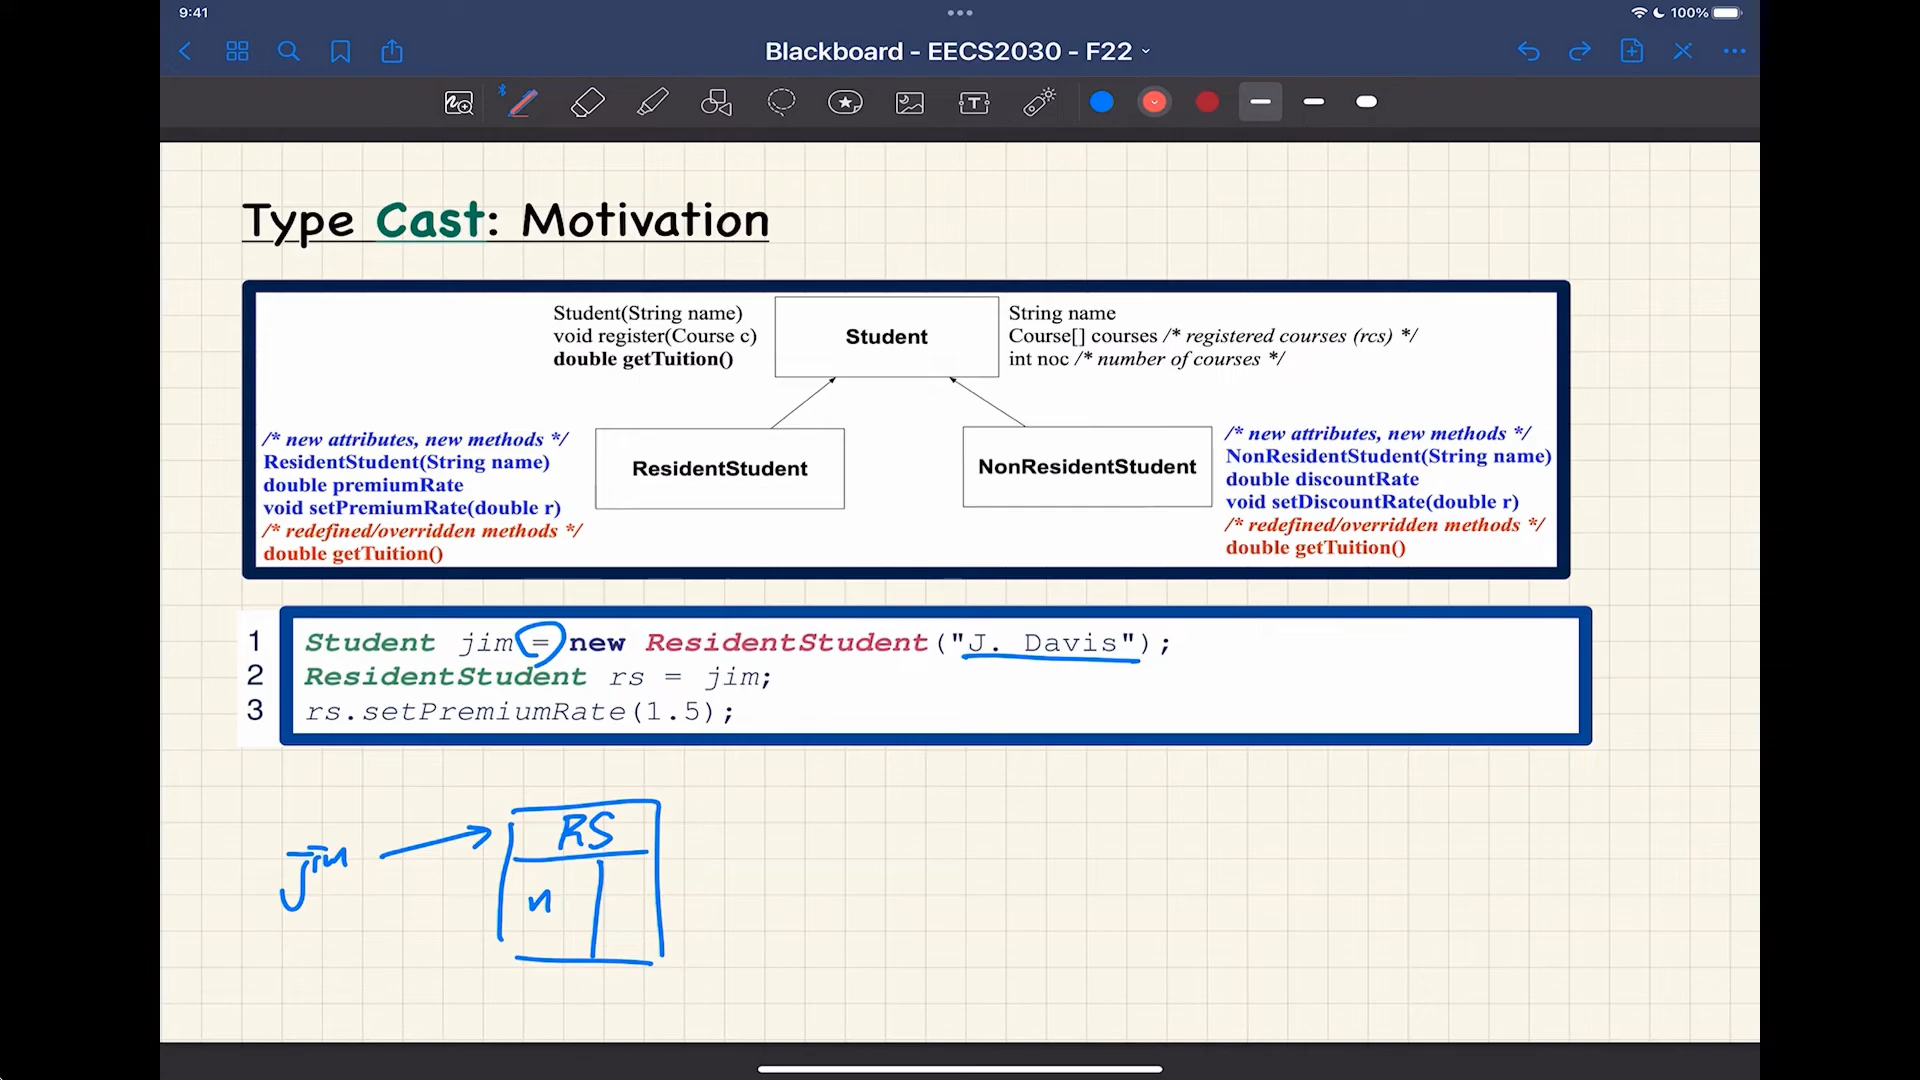 9:41
100%
Blackboard - EECS2030 - F22
Type Cast: Motivation
Student(String name)
void register(Course c)
double getTuition()
Student
String name
Course[] courses /* registered courses (rcs) */
int noc /* number of courses */
/* new attributes, new methods */
ResidentStudent(String name)
double premiumRate
void setPremiumRate(double r)
/* redefined/overridden methods */
double getTuition()
ResidentStudent
NonResidentStudent
/* new attributes, new methods */
NonResidentStudent(String name)
double discountRate
void setDiscountRate(double r)
/* redefined/overridden methods */
double getTuition()
1 Student jim = new ResidentStudent("J. Davis");
2 ResidentStudent rs = jim;
3 rs.setPremiumRate(1.5);
jim
RS
n